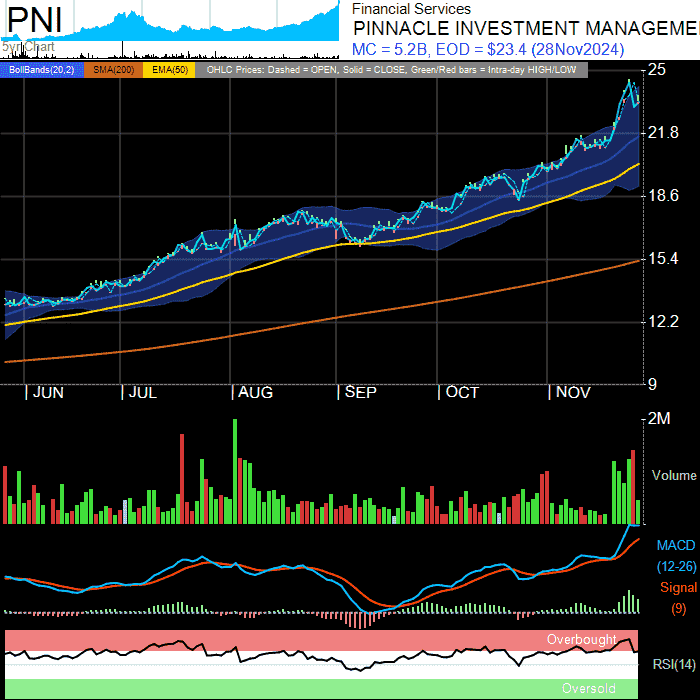 PNI
5yr Chart
Financial Services
PINNACLE INVESTMENT MANAGEME
MC = 5.2B, EOD = $23.4 (28Nov2024)
BollBands(20,2) SMA(200) EMA(50) OHLC Prices: Dashed = OPEN, Solid = CLOSE, Green/Red bars = Intra-day HIGH/LOW
25
21.8
18.6
15.4
12.2
9
JUN JUL AUG SEP OCT NOV
2M
Volume
MACD
(12-26)
Signal
(9)
Overbought
RSI(14)
Oversold